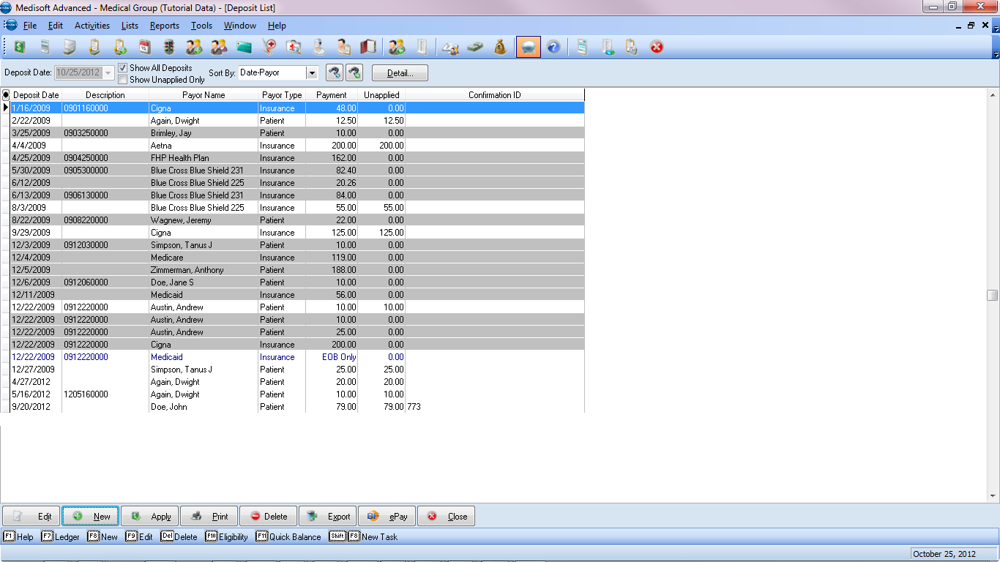 Medisoft Advanced - Medical Group (Tutorial Data) - [Deposit List]
File Edit Activities Lists Reports Tools Window Help
Deposit Date: 10/25/2012 Show All Deposits Show Unapplied Only Sort By: Date-Payor Detail...
Deposit Date Description Payor Name Payor Type Payment Unapplied Confirmation ID
1/16/2009 0901160000 Cigna Insurance 48.00 0.00
2/22/2009 Again, Dwight Patient 12.50 12.50
3/25/2009 0903250000 Brimley, Jay Patient 10.00 0.00
4/4/2009 Aetna Insurance 200.00 200.00
4/25/2009 0904250000 FHP Health Plan Insurance 162.00 0.00
5/30/2009 0905300000 Blue Cross Blue Shield 231 Insurance 82.40 0.00
6/12/2009 Blue Cross Blue Shield 225 Insurance 20.26 0.00
6/13/2009 0906130000 Blue Cross Blue Shield 231 Insurance 84.00 0.00
8/3/2009 Blue Cross Blue Shield 225 Insurance 55.00 55.00
8/22/2009 0908220000 Wagnew, Jeremy Patient 22.00 0.00
9/29/2009 Cigna Insurance 125.00 125.00
12/3/2009 0912030000 Simpson, Tanus J Patient 10.00 0.00
12/4/2009 Medicare Insurance 119.00 0.00
12/5/2009 Zimmerman, Anthony Patient 188.00 0.00
12/6/2009 0912060000 Doe, Jane S Patient 10.00 0.00
12/11/2009 Medicaid Insurance 56.00 0.00
12/22/2009 0912220000 Austin, Andrew Patient 10.00 10.00
12/22/2009 0912220000 Austin, Andrew Patient 10.00 0.00
12/22/2009 0912220000 Austin, Andrew Patient 25.00 0.00
12/22/2009 0912220000 Cigna Insurance 200.00 0.00
12/22/2009 0912220000 Medicaid Insurance EOB Only 0.00
12/27/2009 Simpson, Tanus J Patient 25.00 25.00
4/27/2012 Again, Dwight Patient 20.00 20.00
5/16/2012 1205160000 Again, Dwight Patient 10.00 10.00
9/20/2012 Doe, John Patient 79.00 79.00 773
Edit New Apply Print Delete Export ePay Close
F1 Help F7 Ledger F8 New F9 Edit Del Delete F10 Eligibility F11 Quick Balance Shift F8 New Task
October 25, 2012